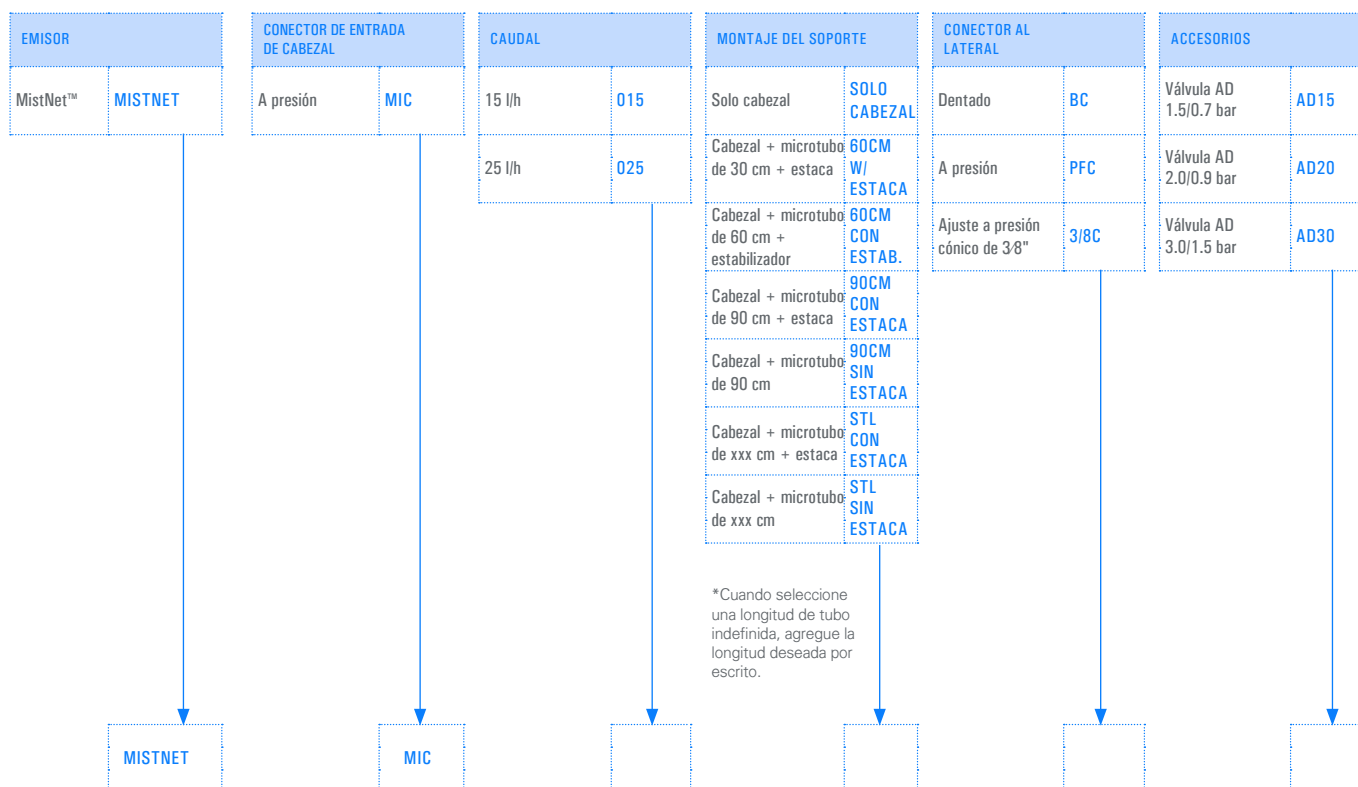 EMISOR
MistNet™
MISTNET
CONECTOR DE ENTRADA
DE CABEZAL
A presión
MIC
CAUDAL
15 l/h
015
25 l/h
025
MONTAJE DEL SOPORTE
Solo cabezal
SOLO
CABEZAL
Cabezal + microtubo
de 30 cm + estaca
60CM
W/
ESTACA
Cabezal + microtubo
de 60 cm +
estabilizador
60CM
CON
ESTAB.
Cabezal + microtubo
de 90 cm + estaca
90CM
CON
ESTACA
Cabezal + microtubo
de 90 cm
90CM
SIN
ESTACA
Cabezal + microtubo
de xxx cm + estaca
STL
CON
ESTACA
Cabezal + microtubo
de xxx cm
STL
SIN
ESTACA
*Cuando seleccione
una longitud de tubo
indefinida, agregue la
longitud deseada por
escrito.
CONECTOR AL
LATERAL
Dentado
BC
A presión
PFC
Ajuste a presión
cónico de 3⁄8"
3/8C
ACCESORIOS
Válvula AD
1.5/0.7 bar
AD15
Válvula AD
2.0/0.9 bar
AD20
Válvula AD
3.0/1.5 bar
AD30
MISTNET
MIC